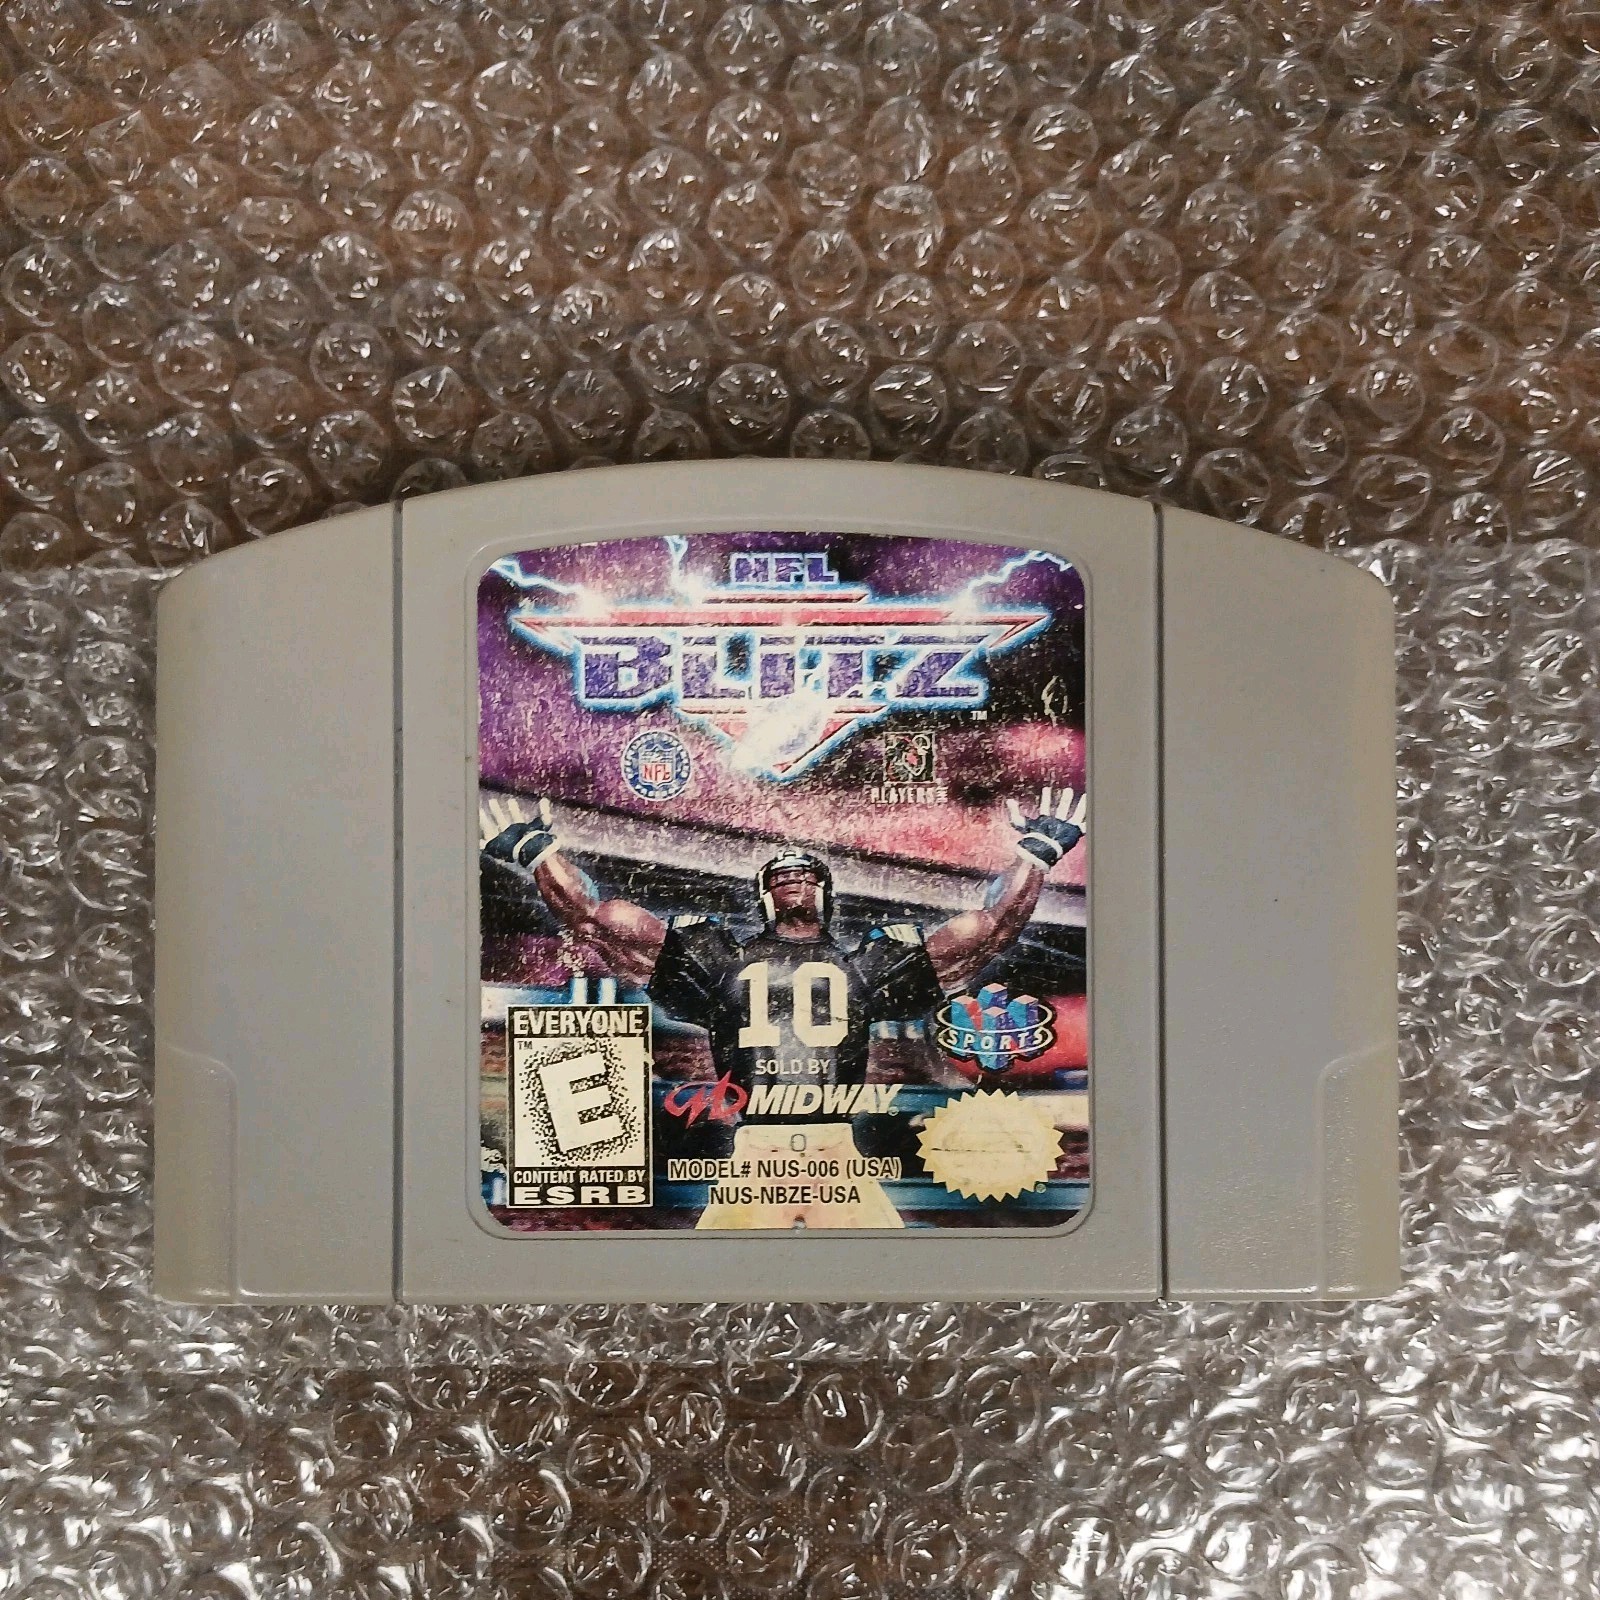 NFL
BLITZ
TM
NFL
PLAYERS
10
EVERYONE
TM
E
CONTENT RATED BY
ESRB
SPORTS
SOLD BY
MIDWAY®
MODEL# NUS-006 (USA)
NUS-NBZE-USA
®